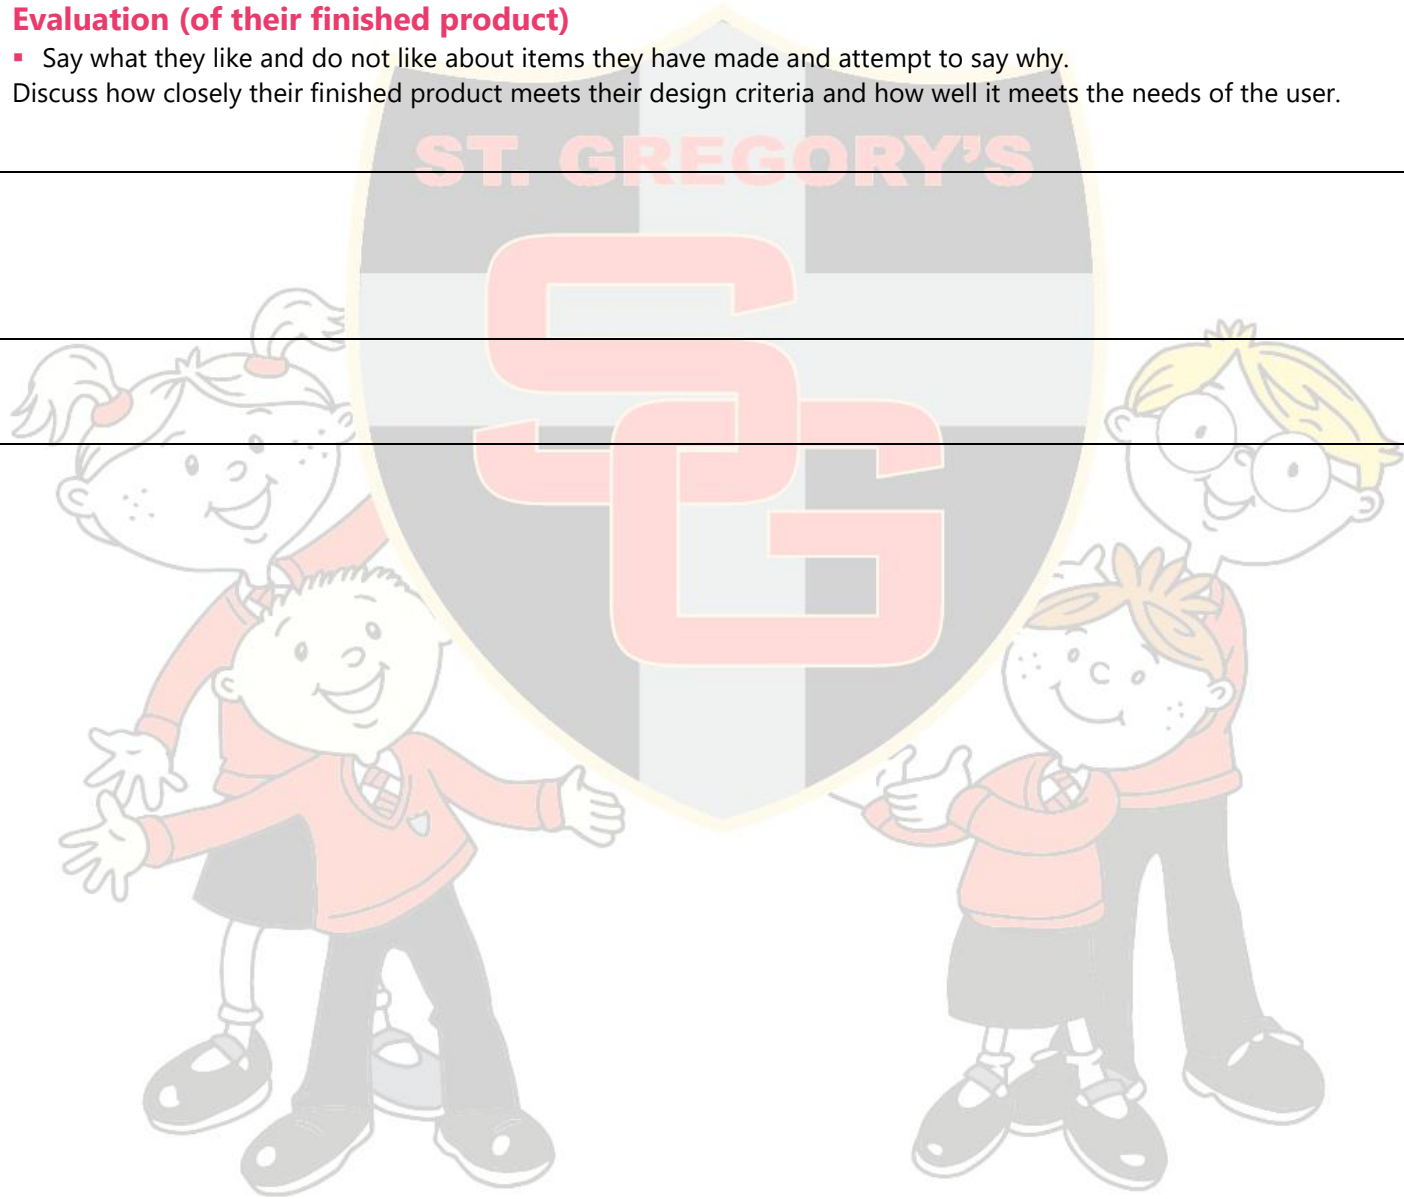 Evaluation (of their finished product)
▪ Say what they like and do not like about items they have made and attempt to say why.
Discuss how closely their finished product meets their design criteria and how well it meets the needs of the user.
ST. GREGORY'S
SG